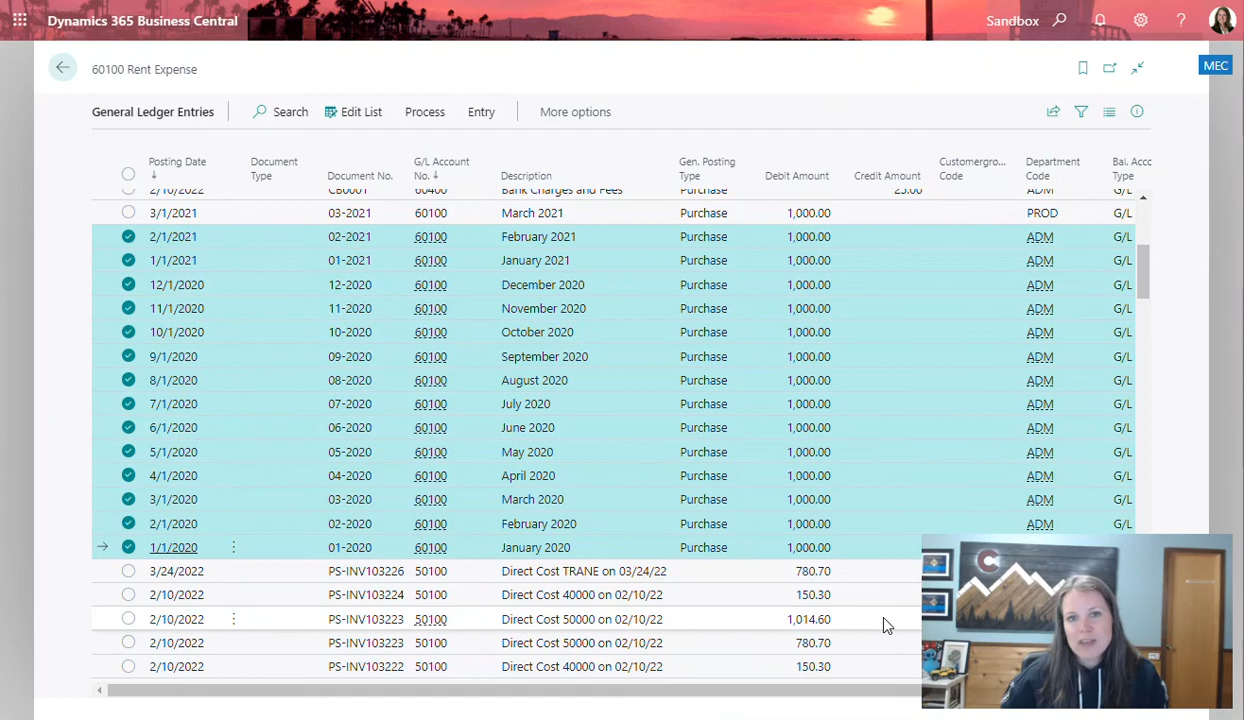 Dynamics 365 Business Central Sandbox ?
60100 Rent Expense MEC
General Ledger Entries Search Edit List Process Entry More options
Posting Date ↓ Document Type Document No. G/L Account No. ↓ Description Gen. Posting Type Debit Amount Credit Amount Customergro... Code Department Code Bal. Accc Type
2/10/2022 CB0001 60400 Bank Charges and Fees Purchase 25.00 ADM G/L
3/1/2021 03-2021 60100 March 2021 Purchase 1,000.00 PROD G/L
2/1/2021 02-2021 60100 February 2021 Purchase 1,000.00 ADM G/L
1/1/2021 01-2021 60100 January 2021 Purchase 1,000.00 ADM G/L
12/1/2020 12-2020 60100 December 2020 Purchase 1,000.00 ADM G/L
11/1/2020 11-2020 60100 November 2020 Purchase 1,000.00 ADM G/L
10/1/2020 10-2020 60100 October 2020 Purchase 1,000.00 ADM G/L
9/1/2020 09-2020 60100 September 2020 Purchase 1,000.00 ADM G/L
8/1/2020 08-2020 60100 August 2020 Purchase 1,000.00 ADM G/L
7/1/2020 07-2020 60100 July 2020 Purchase 1,000.00 ADM G/L
6/1/2020 06-2020 60100 June 2020 Purchase 1,000.00 ADM G/L
5/1/2020 05-2020 60100 May 2020 Purchase 1,000.00 ADM G/L
4/1/2020 04-2020 60100 April 2020 Purchase 1,000.00 ADM G/L
3/1/2020 03-2020 60100 March 2020 Purchase 1,000.00 ADM G/L
2/1/2020 02-2020 60100 February 2020 Purchase 1,000.00 ADM G/L
1/1/2020 01-2020 60100 January 2020 Purchase 1,000.00
3/24/2022 PS-INV103226 50100 Direct Cost TRANE on 03/24/22 780.70
2/10/2022 PS-INV103224 50100 Direct Cost 40000 on 02/10/22 150.30
2/10/2022 PS-INV103223 50100 Direct Cost 50000 on 02/10/22 1,014.60
2/10/2022 PS-INV103223 50100 Direct Cost 50000 on 02/10/22 780.70
2/10/2022 PS-INV103222 50100 Direct Cost 40000 on 02/10/22 150.30
C